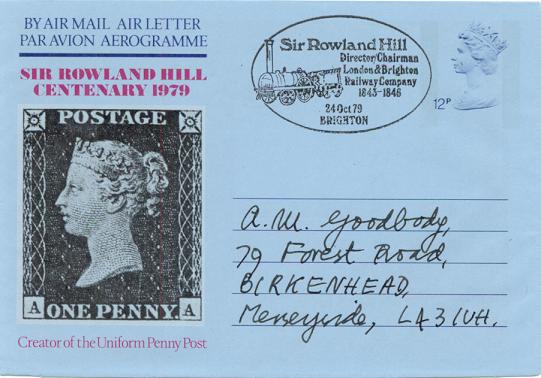 BY AIR MAIL AIR LETTER
PAR AVION AEROGRAMME
SIR ROWLAND HILL
CENTENARY 1979
POSTAGE
A ONE PENNY A
Creator of the Uniform Penny Post
Sir Rowland Hill
Director/Chairman
London & Brighton
Railway Company
1843-1846
24 Oct 79
BRIGHTON
12P
A.M. Goodbody,
79 Forest Road,
BIRKENHEAD,
Merseyside, L43 1UH.